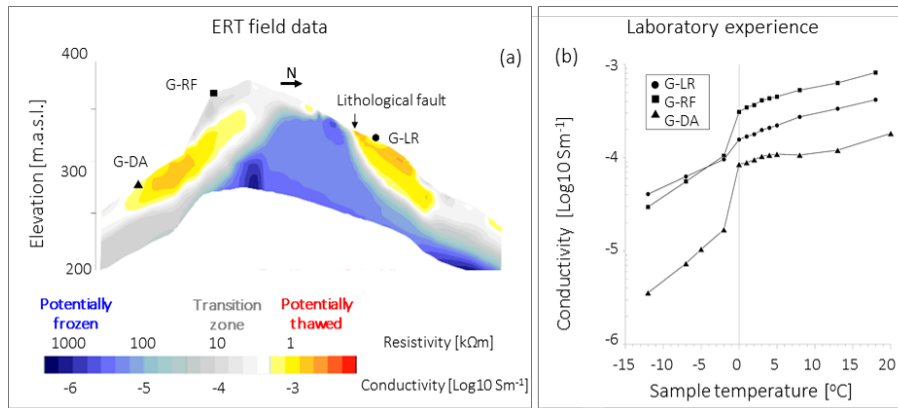 ERT field data
(a)
400
G-RF
N
Lithological fault
G-LR
G-DA
300
Elevation [m.a.s.l.]
200
Potentially frozen
Transition zone
Potentially thawed
1000 100 10 1 Resistivity [kΩm]
-6 -5 -4 -3 Conductivity [Log10 Sm⁻¹]
Laboratory experience
(b)
G-LR
G-RF
G-DA
-3
-4
-5
-6
Conductivity [Log10 Sm⁻¹]
-15 -10 -5 0 5 10 15 20
Sample temperature [⁰C]